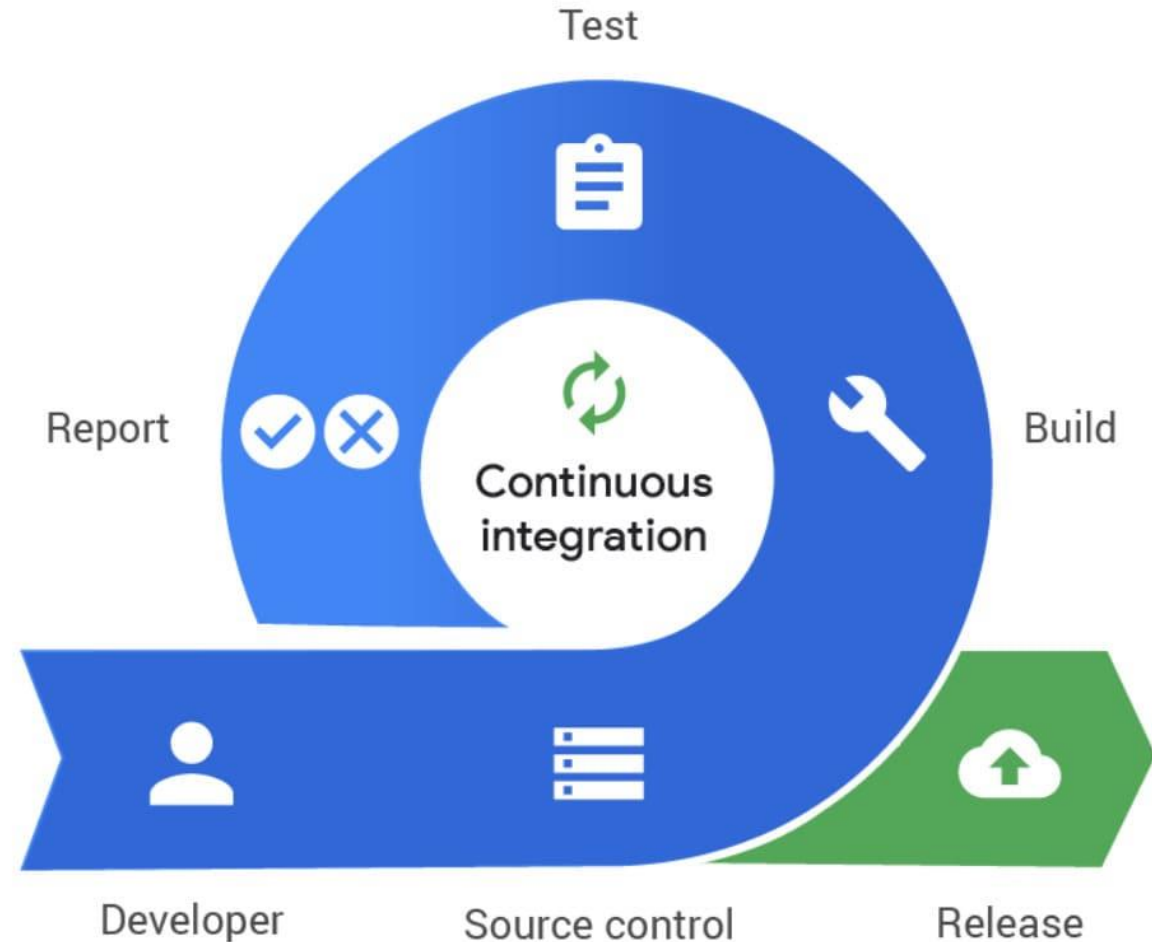 Test
Report
Continuous
integration
Build
Developer
Source control
Release